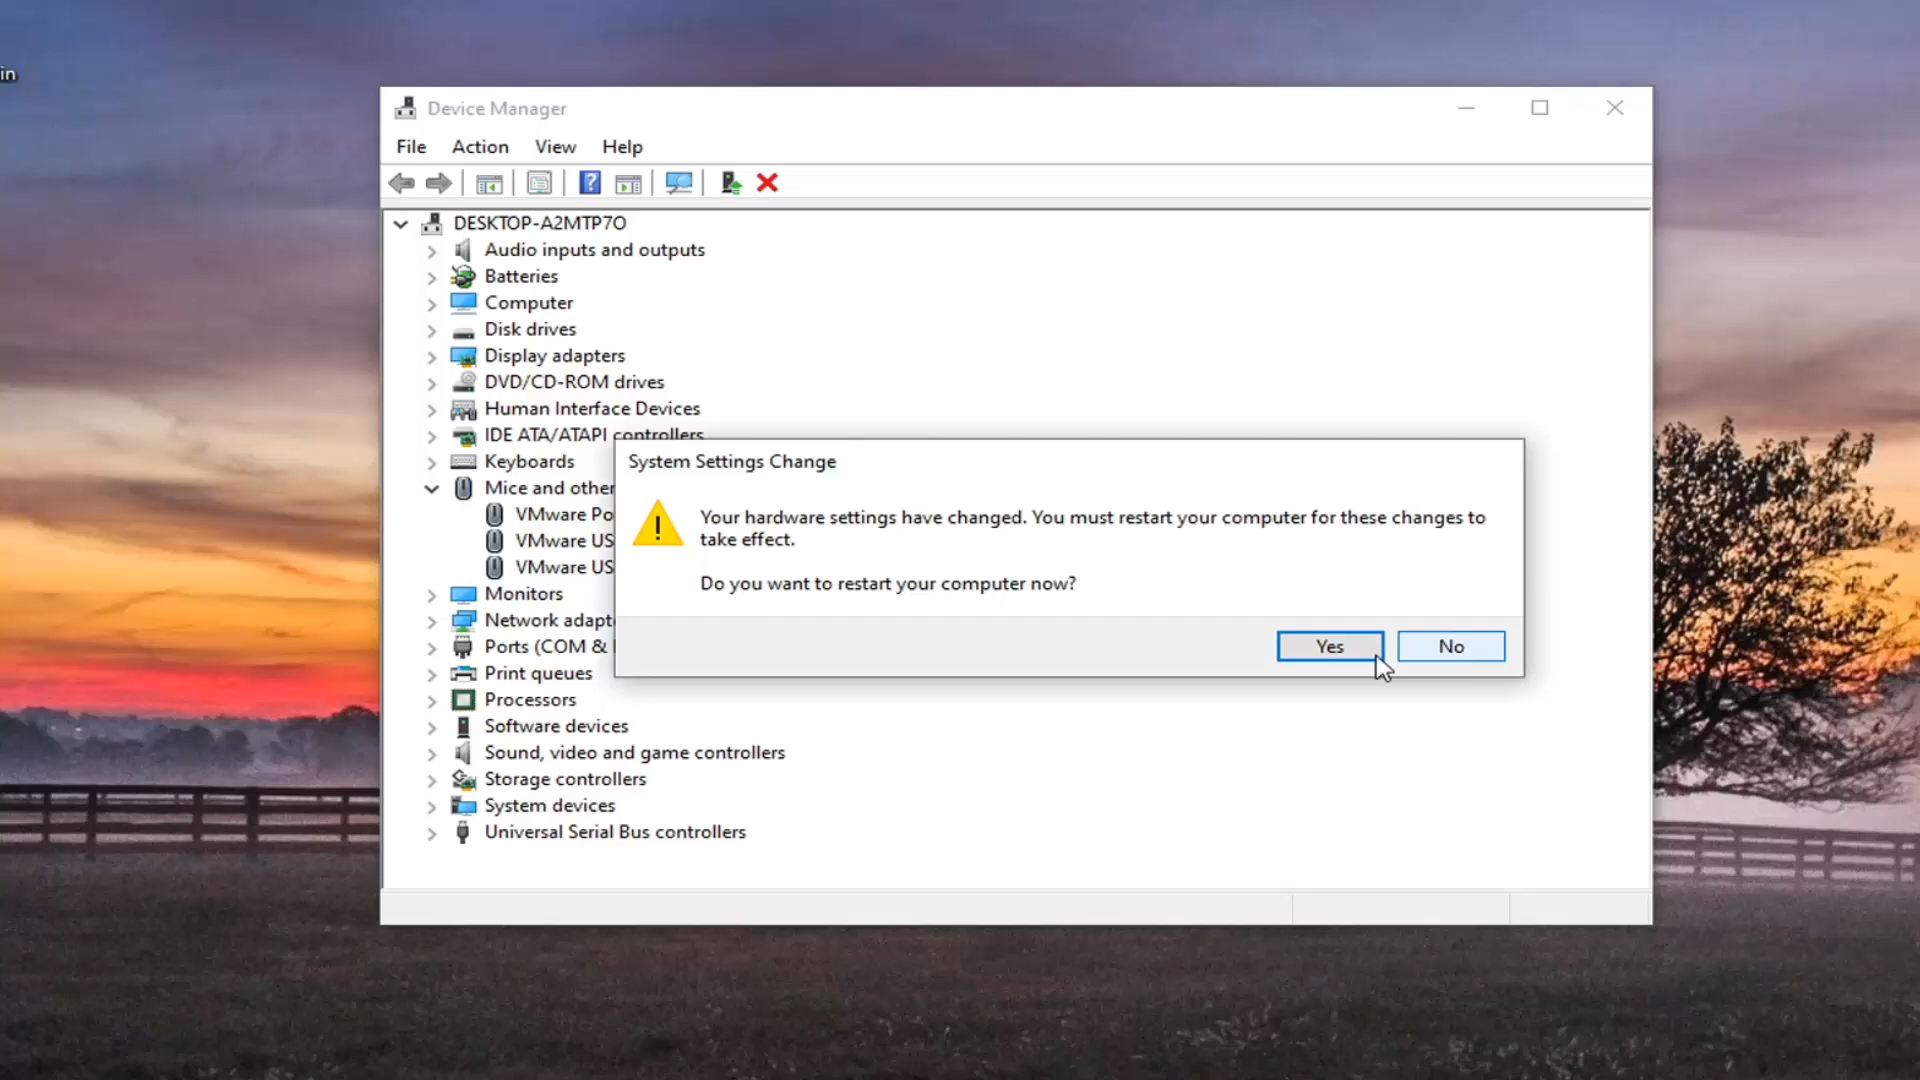 in
Device Manager
File Action View Help
DESKTOP-A2MTP7O
Audio inputs and outputs
Batteries
Computer
Disk drives
Display adapters
DVD/CD-ROM drives
Human Interface Devices
IDE ATA/ATAPI controllers
Keyboards
Mice and other
VMware Po
VMware US
VMware US
Monitors
Network adapt
Ports (COM &
Print queues
Processors
Software devices
Sound, video and game controllers
Storage controllers
System devices
Universal Serial Bus controllers
System Settings Change
Your hardware settings have changed. You must restart your computer for these changes to
take effect.
Do you want to restart your computer now?
Yes No